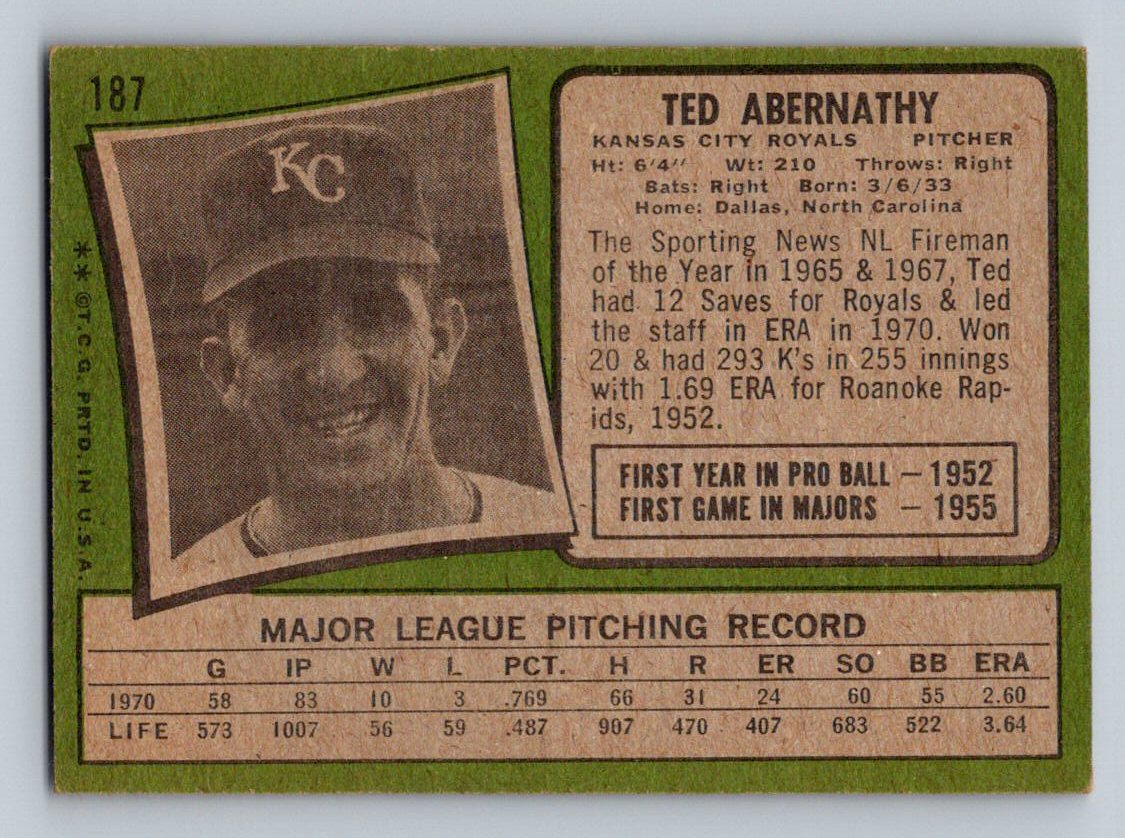 187
KC
** ©T.C.G. PRTD. IN U.S.A.
TED ABERNATHY
KANSAS CITY ROYALS PITCHER
Ht: 6'4" Wt: 210 Throws: Right
Bats: Right Born: 3/6/33
Home: Dallas, North Carolina
The Sporting News NL Fireman
of the Year in 1965 & 1967, Ted
had 12 Saves for Royals & led
the staff in ERA in 1970. Won
20 & had 293 K's in 255 innings
with 1.69 ERA for Roanoke Rap-
ids, 1952.
FIRST YEAR IN PRO BALL — 1952
FIRST GAME IN MAJORS — 1955
MAJOR LEAGUE PITCHING RECORD
G IP W L PCT. H R ER SO BB ERA
1970 58 83 10 3 .769 66 31 24 60 55 2.60
LIFE 573 1007 56 59 .487 907 470 407 683 522 3.64